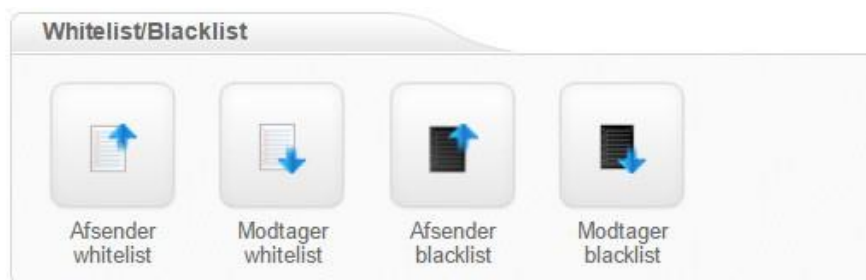 Whitelist/Blacklist
Afsender
whitelist
Modtager
whitelist
Afsender
blacklist
Modtager
blacklist